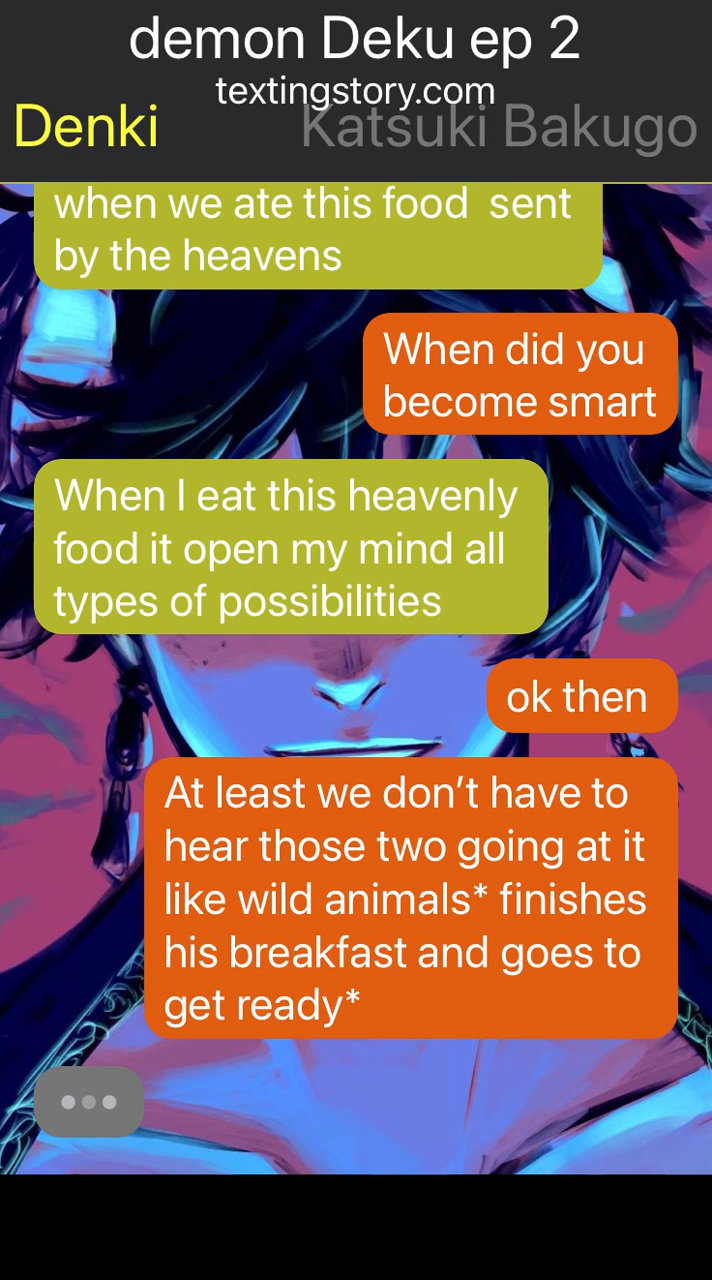 demon Deku ep 2
textingstory.com
Denki
Katsuki Bakugo
when we ate this food  sent
by the heavens
When did you
become smart
When I eat this heavenly
food it open my mind all
types of possibilities
ok then
At least we don’t have to
hear those two going at it
like wild animals* finishes
his breakfast and goes to
get ready*